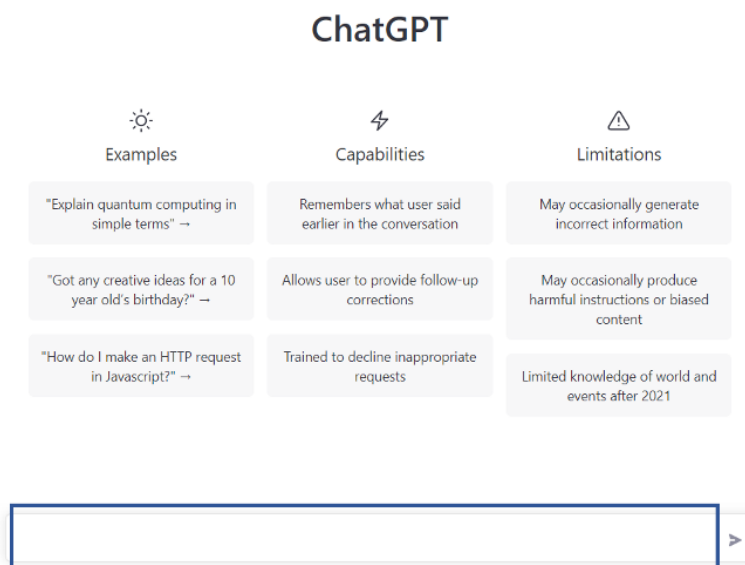 ChatGPT
Examples
"Explain quantum computing in
simple terms" →
"Got any creative ideas for a 10
year old's birthday?" →
"How do I make an HTTP request
in Javascript?" →
Capabilities
Remembers what user said
earlier in the conversation
Allows user to provide follow-up
corrections
Trained to decline inappropriate
requests
Limitations
May occasionally generate
incorrect information
May occasionally produce
harmful instructions or biased
content
Limited knowledge of world and
events after 2021